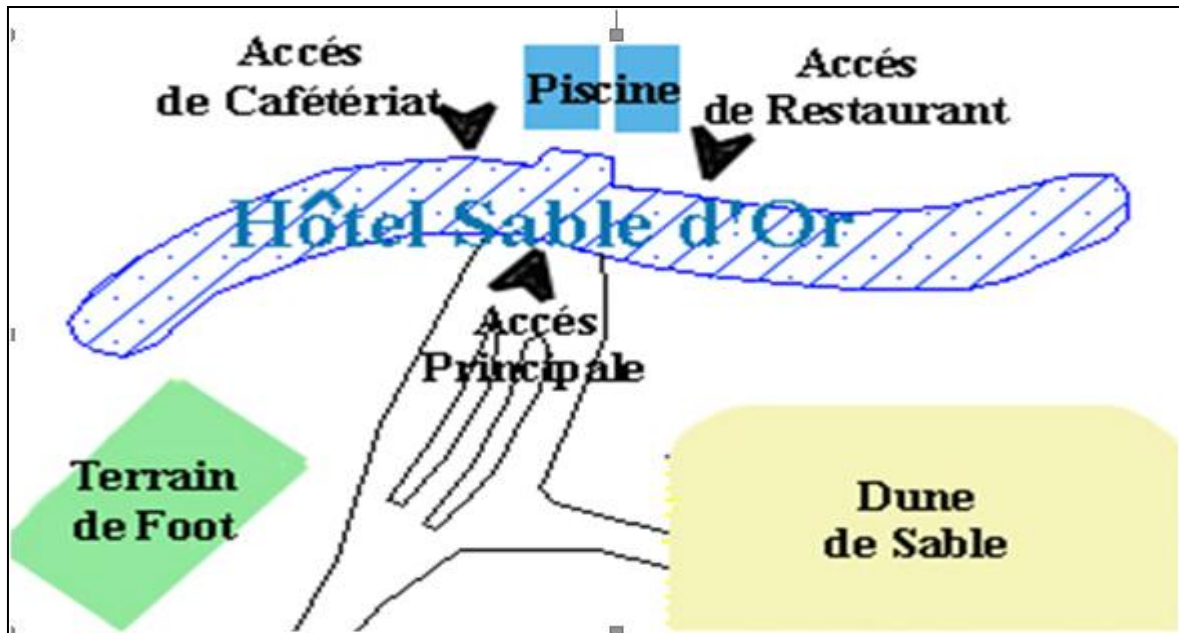 Accés
de Cafétériat
Piscine
Accés
de Restaurant
Hôtel Sable d'Or
Accés
Principale
Terrain
de Foot
Dune
de Sable